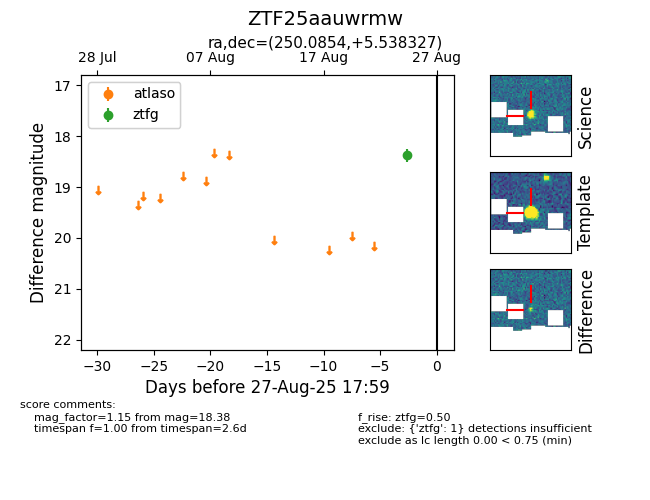 ZTF25aauwrmw
ra,dec=(250.0854,+5.538327)
28 Jul 07 Aug 17 Aug 27 Aug
17
18
19
20
21
22
Difference magnitude
atlaso
ztfg
−30 −25 −20 −15 −10 −5 0
Days before 27-Aug-25 17:59
Science
Template
Difference
score comments:
mag_factor=1.15 from mag=18.38
timespan f=1.00 from timespan=2.6d
f_rise: ztfg=0.50
exclude: {'ztfg': 1} detections insufficient
exclude as lc length 0.00 < 0.75 (min)